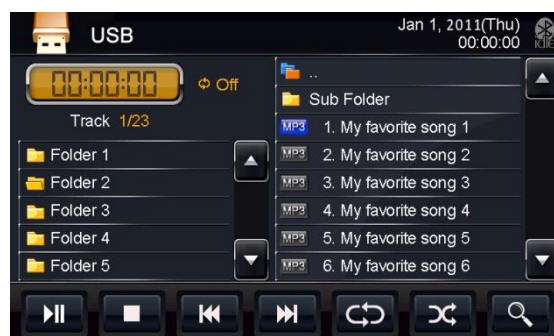 USB
Jan 1, 2011(Thu)
00:00:00
idle
00:00:00
Off
Track 1/23
Folder 1
Folder 2
Folder 3
Folder 4
Folder 5
..
Sub Folder
MP3 1. My favorite song 1
MP3 2. My favorite song 2
MP3 3. My favorite song 3
MP3 4. My favorite song 4
MP3 5. My favorite song 5
MP3 6. My favorite song 6